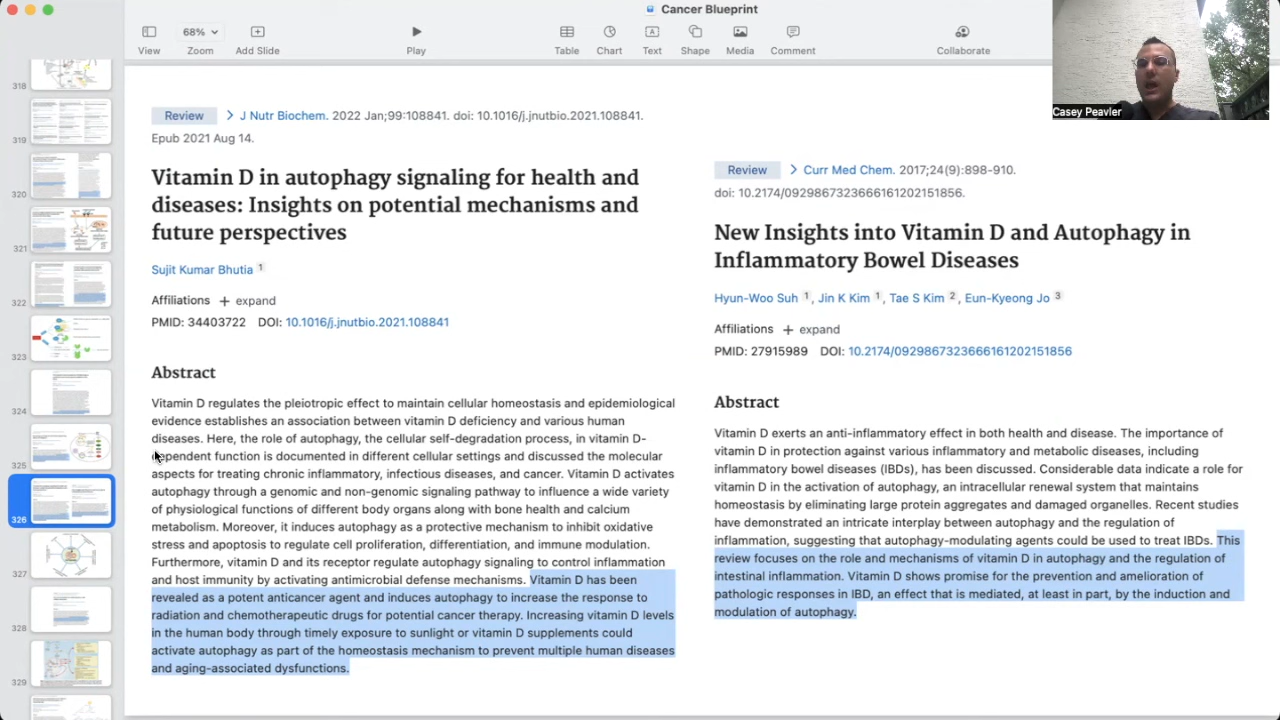 Cancer Blueprint
68%
View
Zoom
Add Slide
Play
Table
Chart
Text
Shape
Media
Comment
Collaborate
Casey Peavler
318
319
320
321
322
323
324
325
326
327
328
329
Review
J Nutr Biochem. 2022 Jan;99:108841. doi: 10.1016/j.jnutbio.2021.108841.
Epub 2021 Aug 14.
Vitamin D in autophagy signaling for health and
diseases: Insights on potential mechanisms and
future perspectives
Sujit Kumar Bhutia 1
Affiliations + expand
PMID: 34403722 DOI: 10.1016/j.jnutbio.2021.108841
Abstract
Vitamin D regulates the pleiotropic effect to maintain cellular homeostasis and epidemiological
evidence establishes an association between vitamin D deficiency and various human
diseases. Here, the role of autophagy, the cellular self-degradation process, in vitamin D-
dependent function is documented in different cellular settings and discussed the molecular
aspects for treating chronic inflammatory, infectious diseases, and cancer. Vitamin D activates
autophagy through a genomic and non-genomic signaling pathway to influence a wide variety
of physiological functions of different body organs along with bone health and calcium
metabolism. Moreover, it induces autophagy as a protective mechanism to inhibit oxidative
stress and apoptosis to regulate cell proliferation, differentiation, and immune modulation.
Furthermore, vitamin D and its receptor regulate autophagy signaling to control inflammation
and host immunity by activating antimicrobial defense mechanisms. Vitamin D has been
revealed as a potent anticancer agent and induces autophagy to increase the response to
radiation and chemotherapeutic drugs for potential cancer therapy. Increasing vitamin D levels
in the human body through timely exposure to sunlight or vitamin D supplements could
activate autophagy as part of the homeostasis mechanism to prevent multiple human diseases
and aging-associated dysfunctions.
Review
Curr Med Chem. 2017;24(9):898-910.
doi: 10.2174/0929867323666161202151856.
New Insights into Vitamin D and Autophagy in
Inflammatory Bowel Diseases
Hyun-Woo Suh 1, Jin K Kim 1, Tae S Kim 2, Eun-Kyeong Jo 3
Affiliations + expand
PMID: 27915989 DOI: 10.2174/0929867323666161202151856
Abstract
Vitamin D exerts an anti-inflammatory effect in both health and disease. The importance of
vitamin D in protection against various inflammatory and metabolic diseases, including
inflammatory bowel diseases (IBDs), has been discussed. Considerable data indicate a role for
vitamin D in the activation of autophagy, an intracellular renewal system that maintains
homeostasis by eliminating large protein aggregates and damaged organelles. Recent studies
have demonstrated an intricate interplay between autophagy and the regulation of
inflammation, suggesting that autophagy-modulating agents could be used to treat IBDs. This
review focuses on the role and mechanisms of vitamin D in autophagy and the regulation of
intestinal inflammation. Vitamin D shows promise for the prevention and amelioration of
pathologic responses in IBD, an effect that is mediated, at least in part, by the induction and
modulation of autophagy.